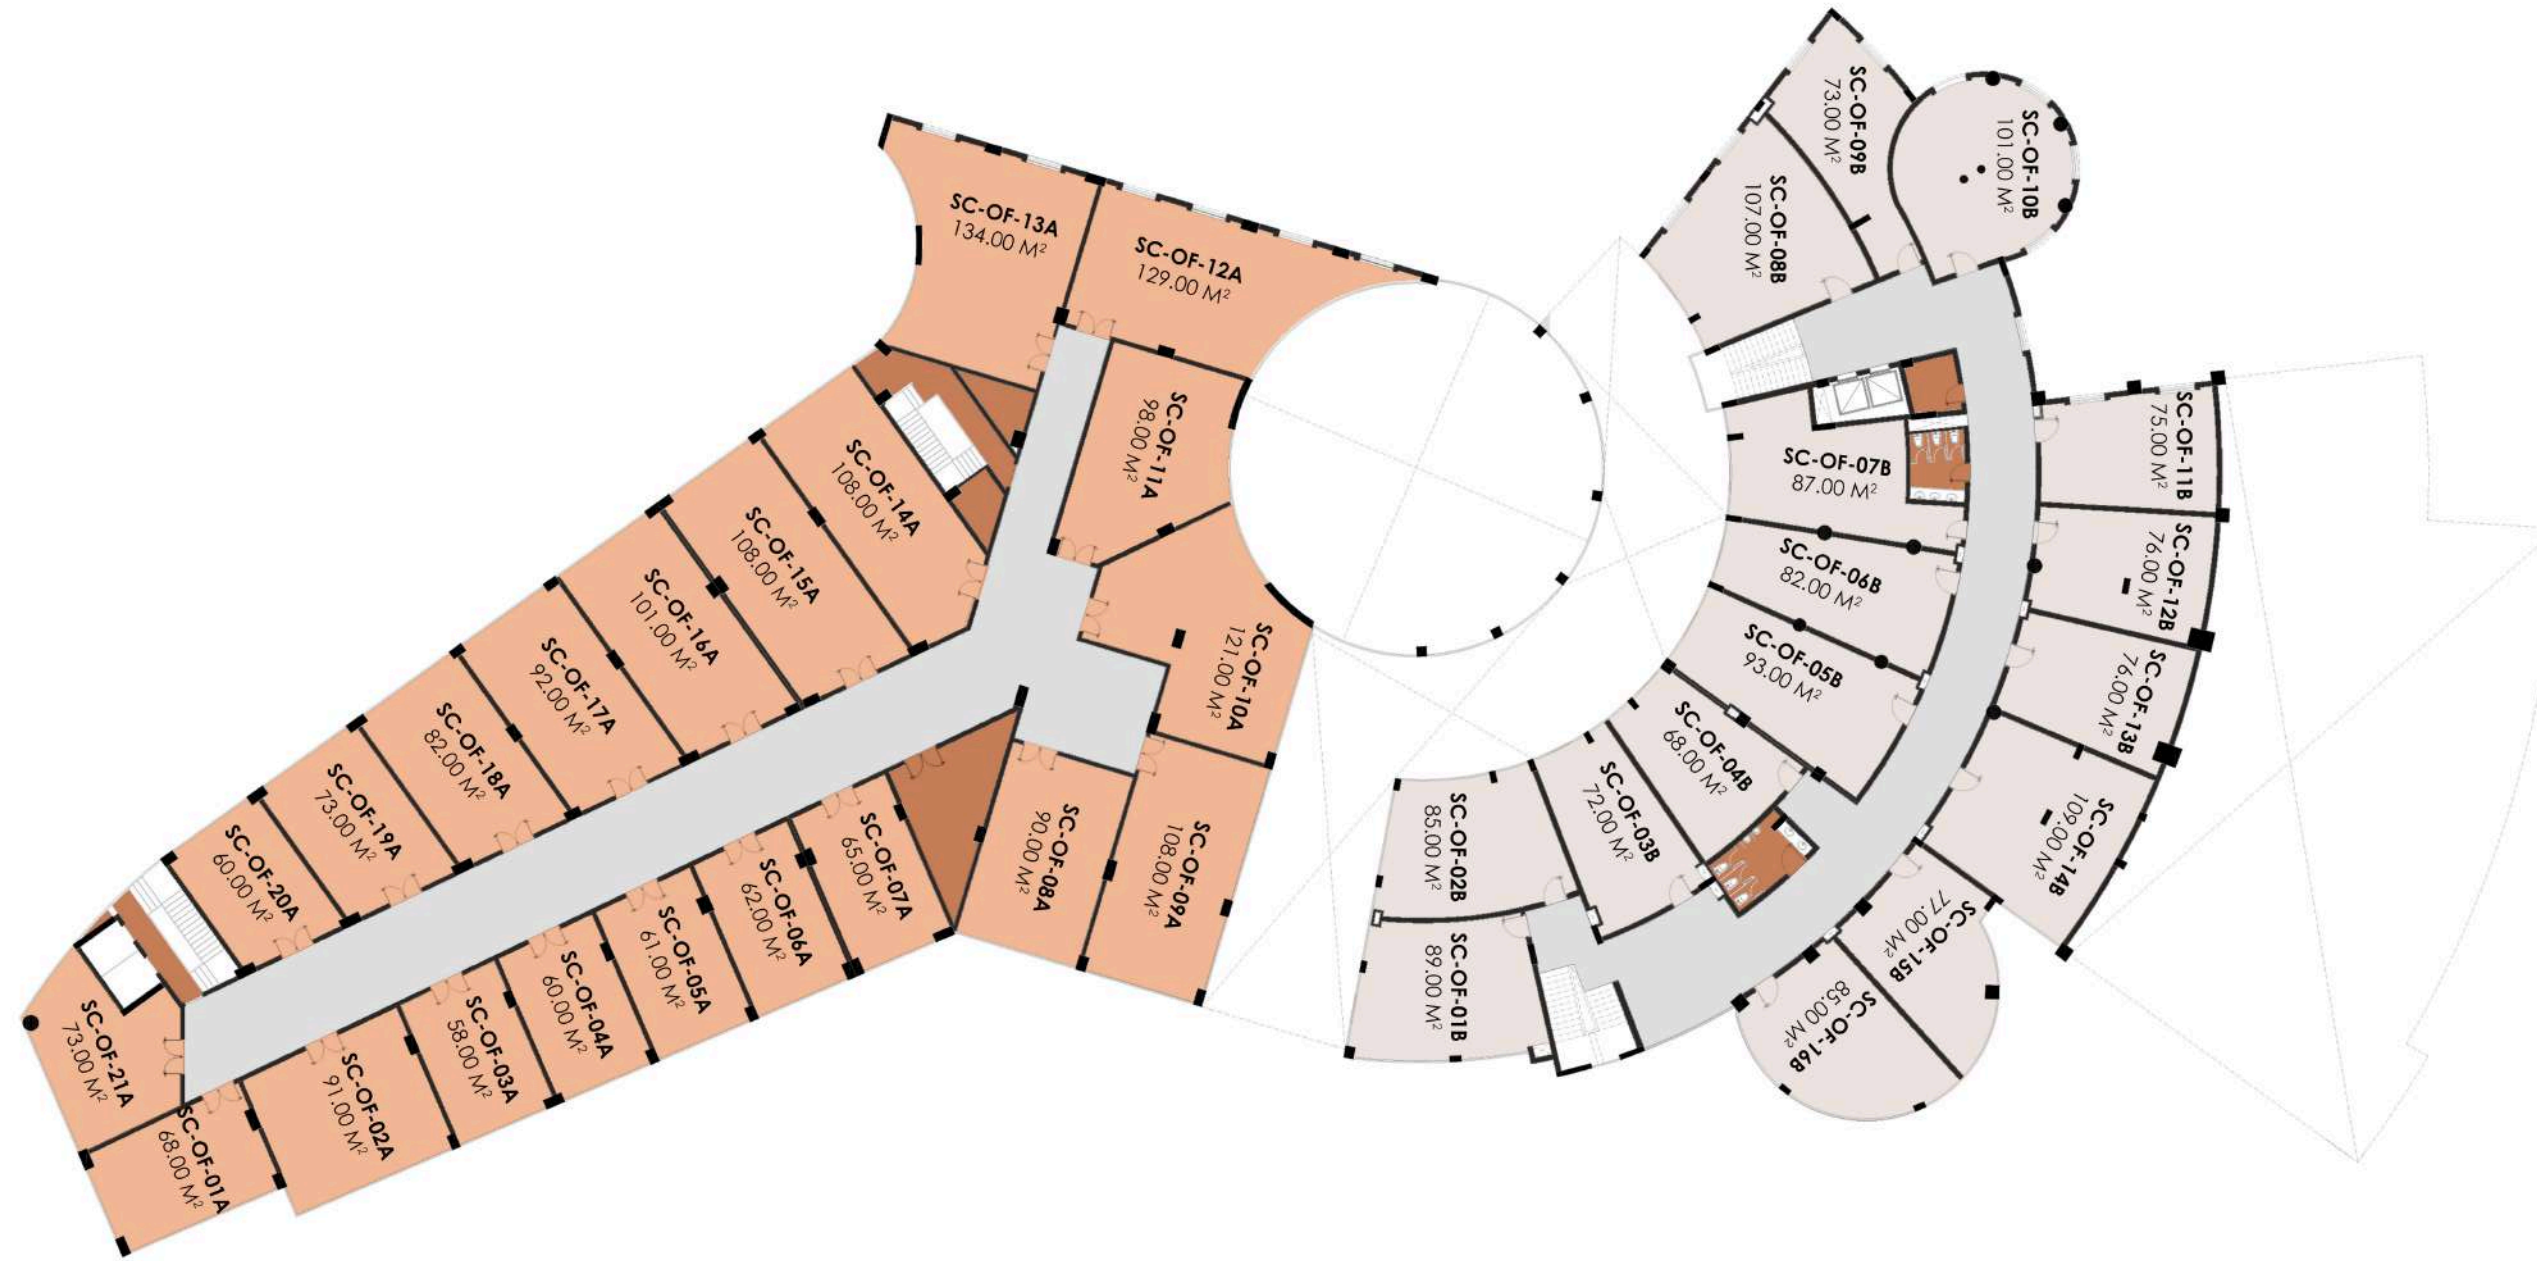 SC-OF-13A
134.00 M²
SC-OF-12A
129.00 M²
SC-OF-11A
98.00 M²
SC-OF-14A
108.00 M²
SC-OF-15A
108.00 M²
SC-OF-16A
101.00 M²
SC-OF-17A
92.00 M²
SC-OF-18A
82.00 M²
SC-OF-19A
73.00 M²
SC-OF-20A
60.00 M²
SC-OF-21A
73.00 M²
SC-OF-01A
68.00 M²
SC-OF-02A
91.00 M²
SC-OF-03A
58.00 M²
SC-OF-04A
60.00 M²
SC-OF-05A
61.00 M²
SC-OF-06A
62.00 M²
SC-OF-07A
65.00 M²
SC-OF-08A
90.00 M²
SC-OF-09A
108.00 M²
SC-OF-10A
121.00 M²
SC-OF-09B
73.00 M²
SC-OF-10B
101.00 M²
SC-OF-08B
107.00 M²
SC-OF-07B
87.00 M²
SC-OF-06B
82.00 M²
SC-OF-05B
93.00 M²
SC-OF-04B
68.00 M²
SC-OF-03B
72.00 M²
SC-OF-02B
85.00 M²
SC-OF-01B
89.00 M²
SC-OF-11B
75.00 M²
SC-OF-12B
76.00 M²
SC-OF-13B
76.00 M²
SC-OF-14B
109.00 M²
SC-OF-15B
77.00 M²
SC-OF-16B
85.00 M²